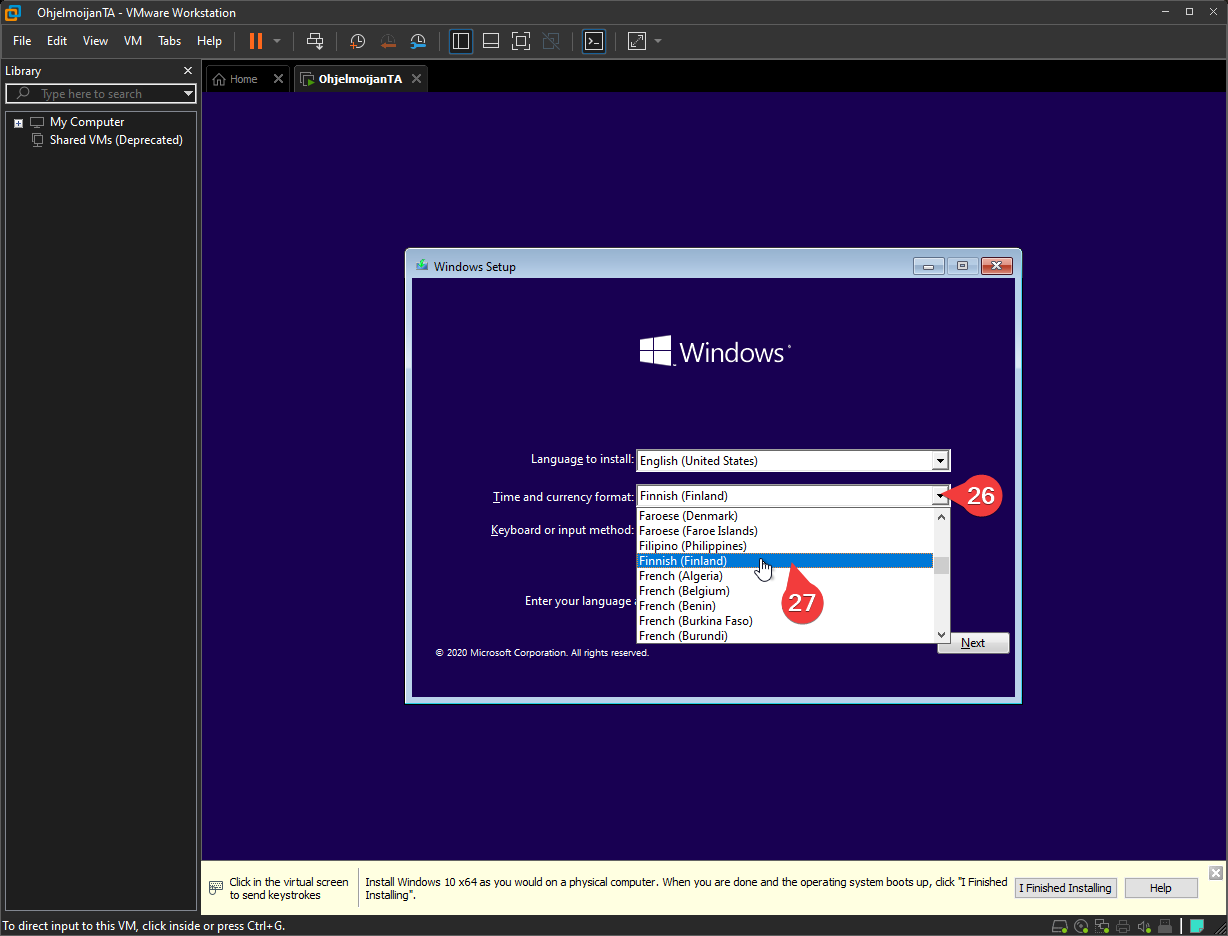 OhjelmoijanTA - VMware Workstation
File Edit View VM Tabs Help
Library
Type here to search
My Computer
Shared VMs (Deprecated)
Home
OhjelmoijanTA
Windows Setup
Windows
Language to install: English (United States)
Time and currency format: Finnish (Finland)
26
Keyboard or input method:
Faroese (Denmark)
Faroese (Faroe Islands)
Filipino (Philippines)
Finnish (Finland)
French (Algeria)
French (Belgium)
French (Benin)
French (Burkina Faso)
French (Burundi)
27
Enter your language
Next
© 2020 Microsoft Corporation. All rights reserved.
Click in the virtual screen
to send keystrokes
Install Windows 10 x64 as you would on a physical computer. When you are done and the operating system boots up, click "I Finished
Installing".
I Finished Installing
Help
To direct input to this VM, click inside or press Ctrl+G.